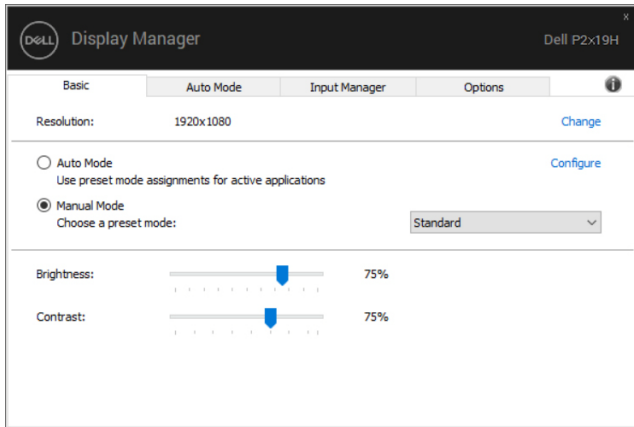 DELL Display Manager Dell P2x19H
x
Basic Auto Mode Input Manager Options i
Resolution: 1920x1080 Change
Auto Mode Configure
Use preset mode assignments for active applications
Manual Mode
Choose a preset mode: Standard
Brightness: 75%
Contrast: 75%